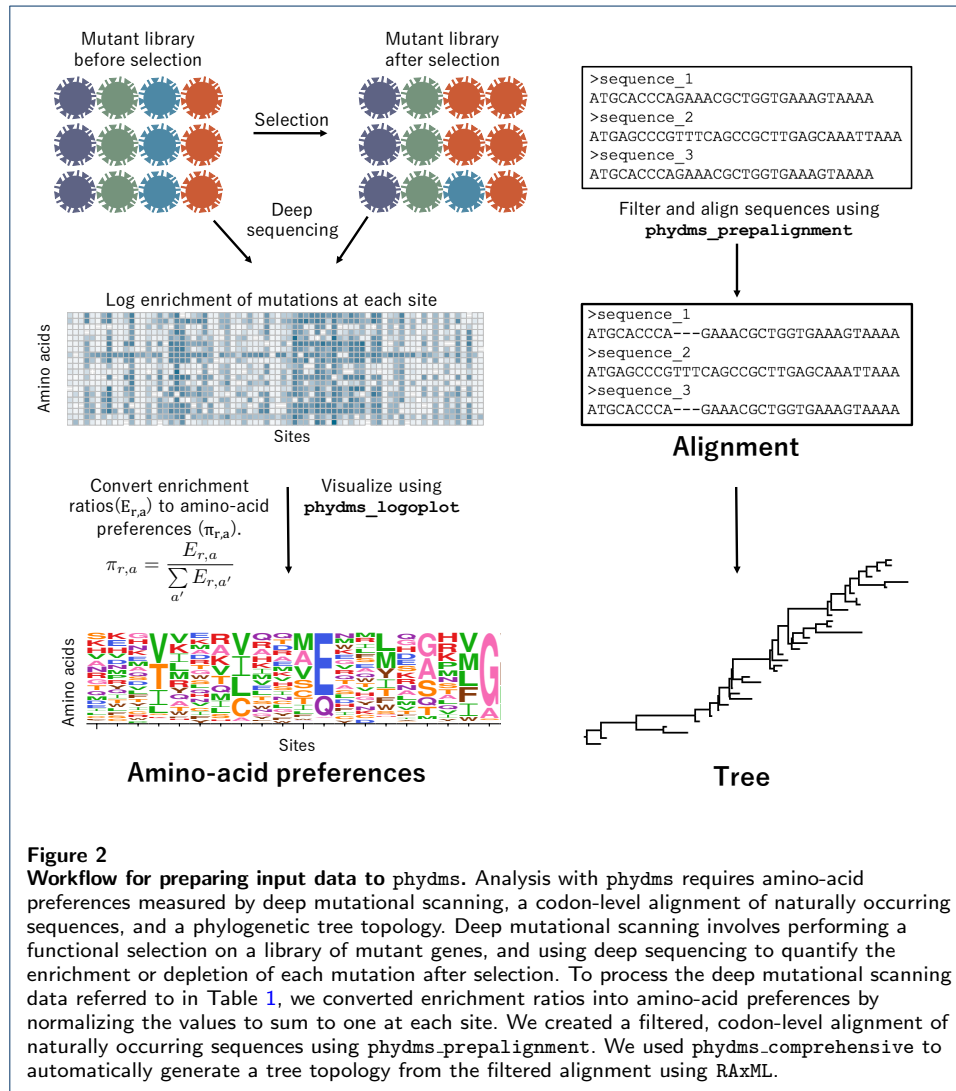 Mutant library
before selection
Mutant library
after selection
Selection
Deep
sequencing
Log enrichment of mutations at each site
Amino acids
Sites
Convert enrichment
ratios(E_{r,a}) to amino-acid
preferences (π_{r,a}).
π_{r,a} = E_{r,a} / ∑_{a'} E_{r,a'}
Visualize using
phydms_logoplot
Amino acids
Sites
Amino-acid preferences
>sequence_1
ATGCACCCAGAAACGCTGGTGAAAGTAAAA
>sequence_2
ATGAGCCCGTTTCAGCCGCTTGAGCAAATTAAA
>sequence_3
ATGCACCCAGAAACGCTGGTGAAAGTAAAA
Filter and align sequences using
phydms_prepalignment
>sequence_1
ATGCACCCA---GAAACGCTGGTGAAAGTAAAA
>sequence_2
ATGAGCCCGTTTCAGCCGCTTGAGCAAATTAAA
>sequence_3
ATGCACCCA---GAAACGCTGGTGAAAGTAAAA
Alignment
Tree
Figure 2
Workflow for preparing input data to phydms. Analysis with phydms requires amino-acid
preferences measured by deep mutational scanning, a codon-level alignment of naturally occurring
sequences, and a phylogenetic tree topology. Deep mutational scanning involves performing a
functional selection on a library of mutant genes, and using deep sequencing to quantify the
enrichment or depletion of each mutation after selection. To process the deep mutational scanning
data referred to in Table 1, we converted enrichment ratios into amino-acid preferences by
normalizing the values to sum to one at each site. We created a filtered, codon-level alignment of
naturally occurring sequences using phydms_prepalignment. We used phydms_comprehensive to
automatically generate a tree topology from the filtered alignment using RAxML.